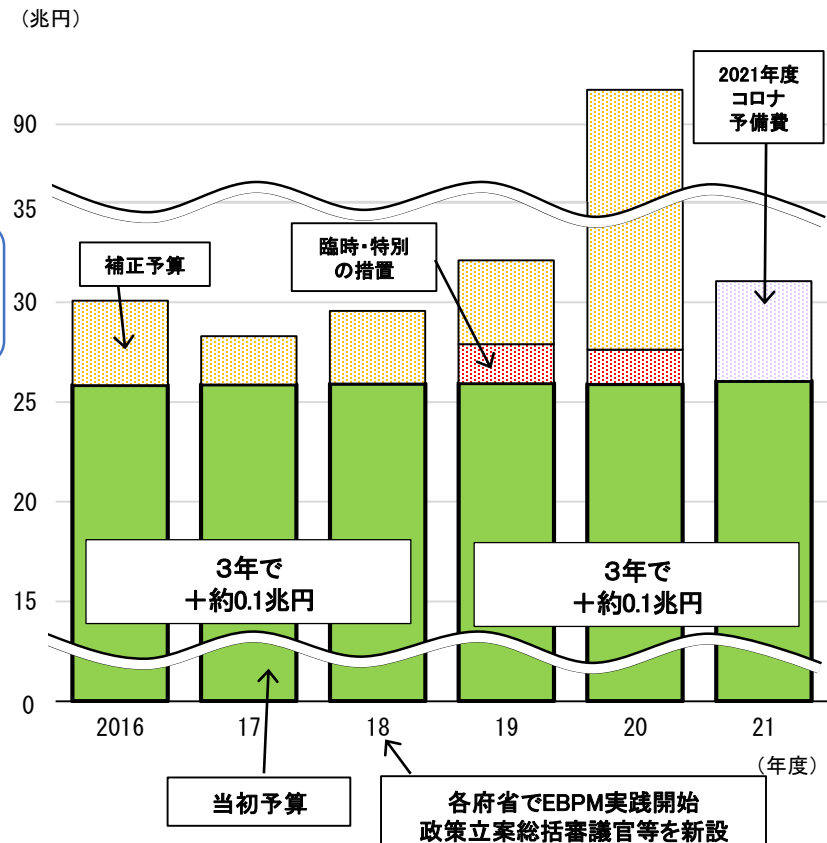 （兆円）
2021年度
コロナ
予備費
90
35
臨時・特別
の措置
補正予算
30
25
20
３年で
＋約0.1兆円
３年で
＋約0.1兆円
15
0
2016
17
18
19
20
21
（年度）
当初予算
各府省でEBPM実践開始
政策立案総括審議官等を新設